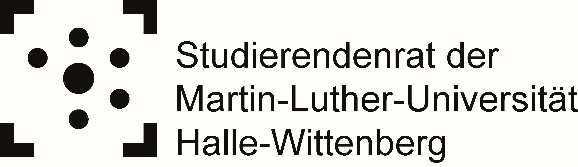 Studierendenrat der
Martin-Luther-Universität
Halle-Wittenberg